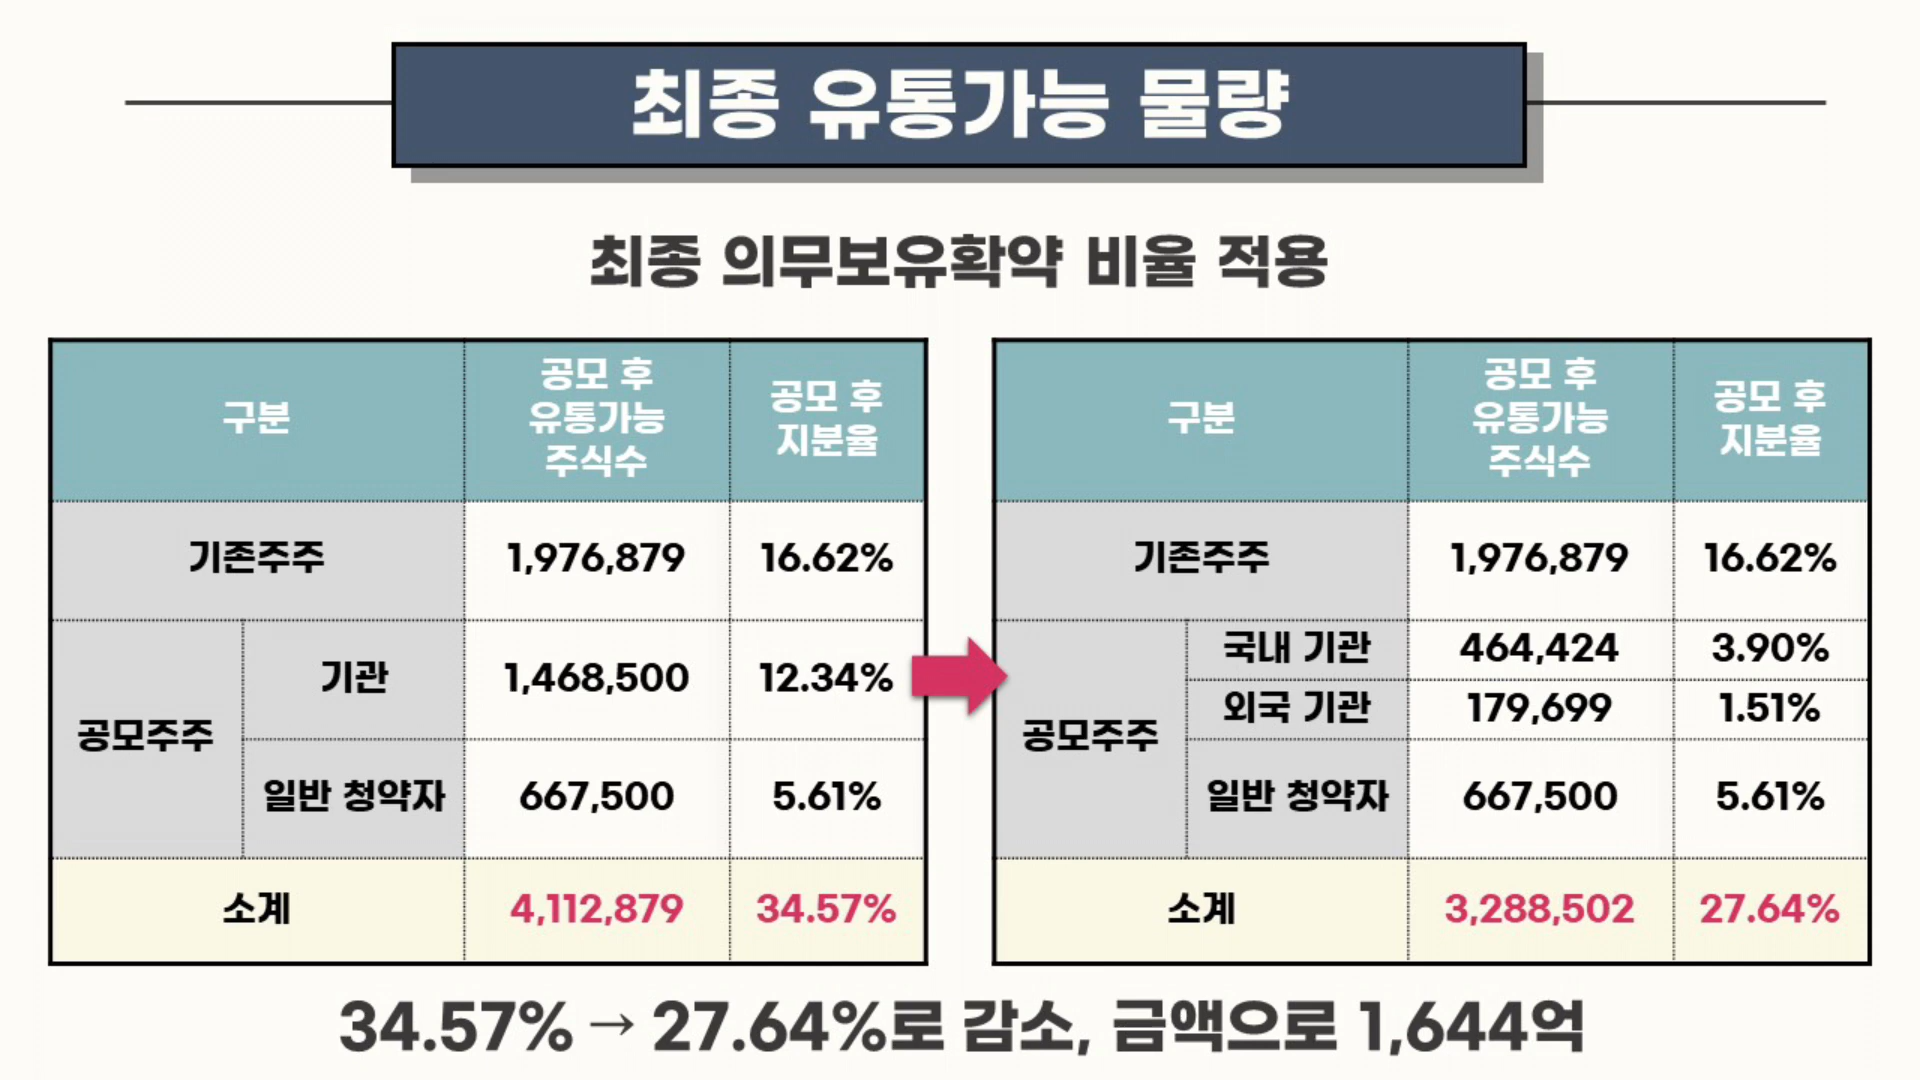 최종 유통가능 물량
최종 의무보유확약 비율 적용
구분
공모 후
유통가능
주식수
공모 후
지분율
기존주주
1,976,879
16.62%
공모주주
기관
1,468,500
12.34%
일반 청약자
667,500
5.61%
소계
4,112,879
34.57%
구분
공모 후
유통가능
주식수
공모 후
지분율
기존주주
1,976,879
16.62%
공모주주
국내 기관
464,424
3.90%
외국 기관
179,699
1.51%
일반 청약자
667,500
5.61%
소계
3,288,502
27.64%
34.57% → 27.64%로 감소, 금액으로 1,644억